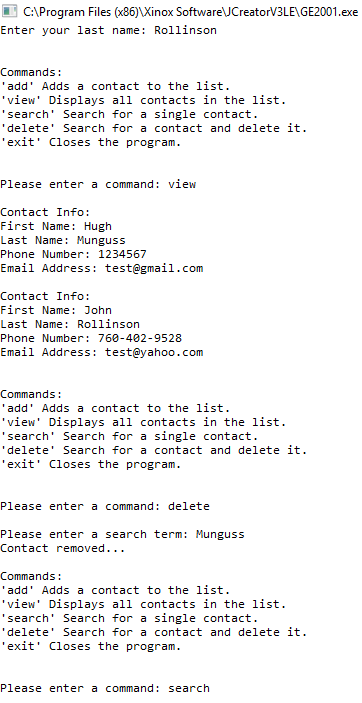 C:\Program Files (x86)\Xinox Software\JCreatorV3LE\GE2001.exe
Enter your last name: Rollinson
Commands:
'add' Adds a contact to the list.
'view' Displays all contacts in the list.
'search' Search for a single contact.
'delete' Search for a contact and delete it.
'exit' Closes the program.
Please enter a command: view
Contact Info:
First Name: Hugh
Last Name: Munguss
Phone Number: 1234567
Email Address: test@gmail.com
Contact Info:
First Name: John
Last Name: Rollinson
Phone Number: 760-402-9528
Email Address: test@yahoo.com
Commands:
'add' Adds a contact to the list.
'view' Displays all contacts in the list.
'search' Search for a single contact.
'delete' Search for a contact and delete it.
'exit' Closes the program.
Please enter a command: delete
Please enter a search term: Munguss
Contact removed...
Commands:
'add' Adds a contact to the list.
'view' Displays all contacts in the list.
'search' Search for a single contact.
'delete' Search for a contact and delete it.
'exit' Closes the program.
Please enter a command: search